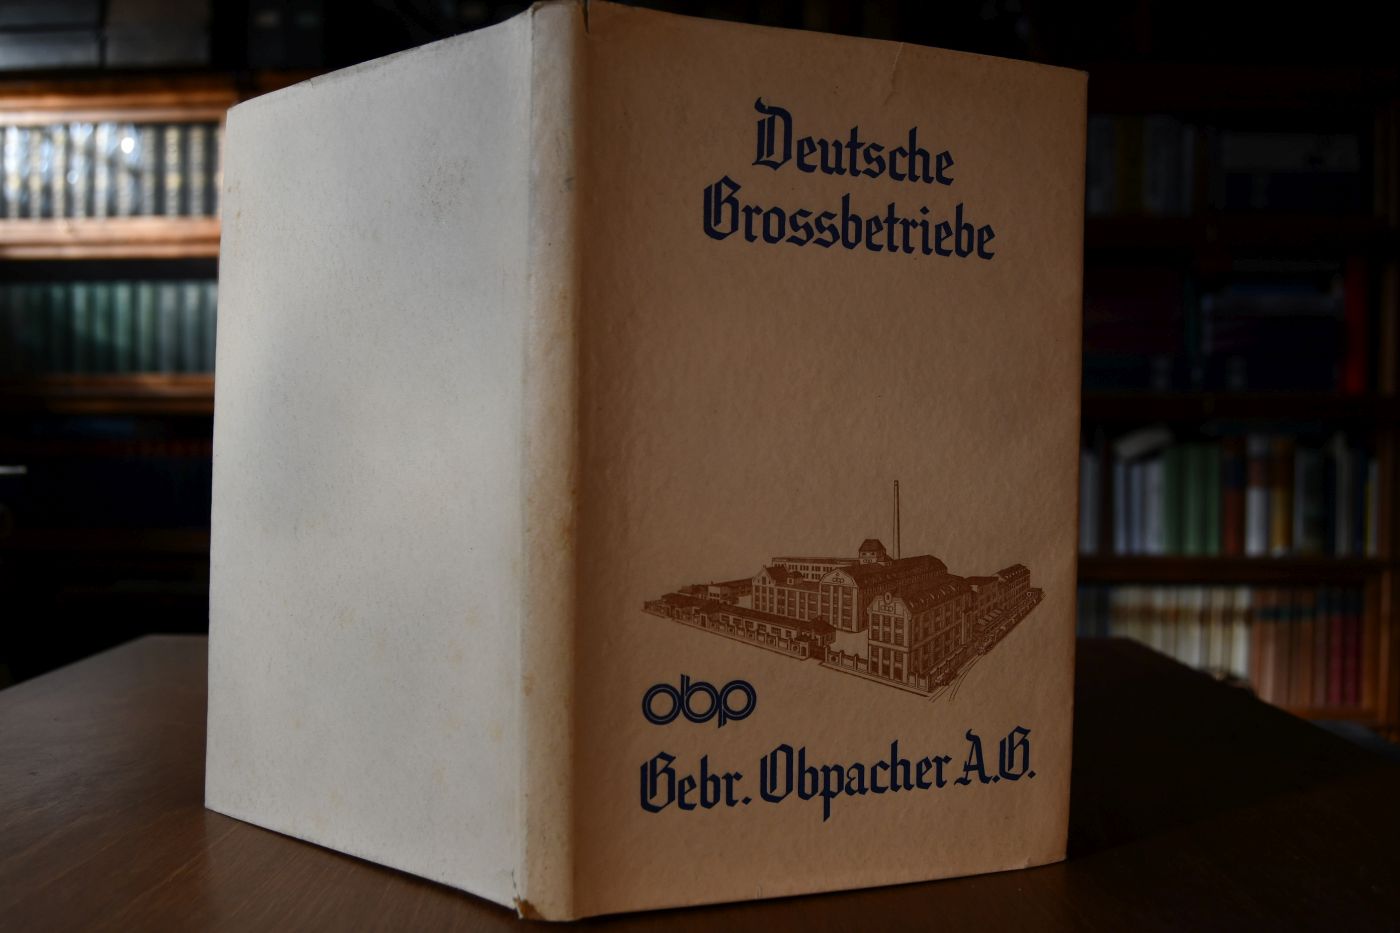 Deutsche
Grossbetriebe
obp
Gebr. Obpacher A.G.